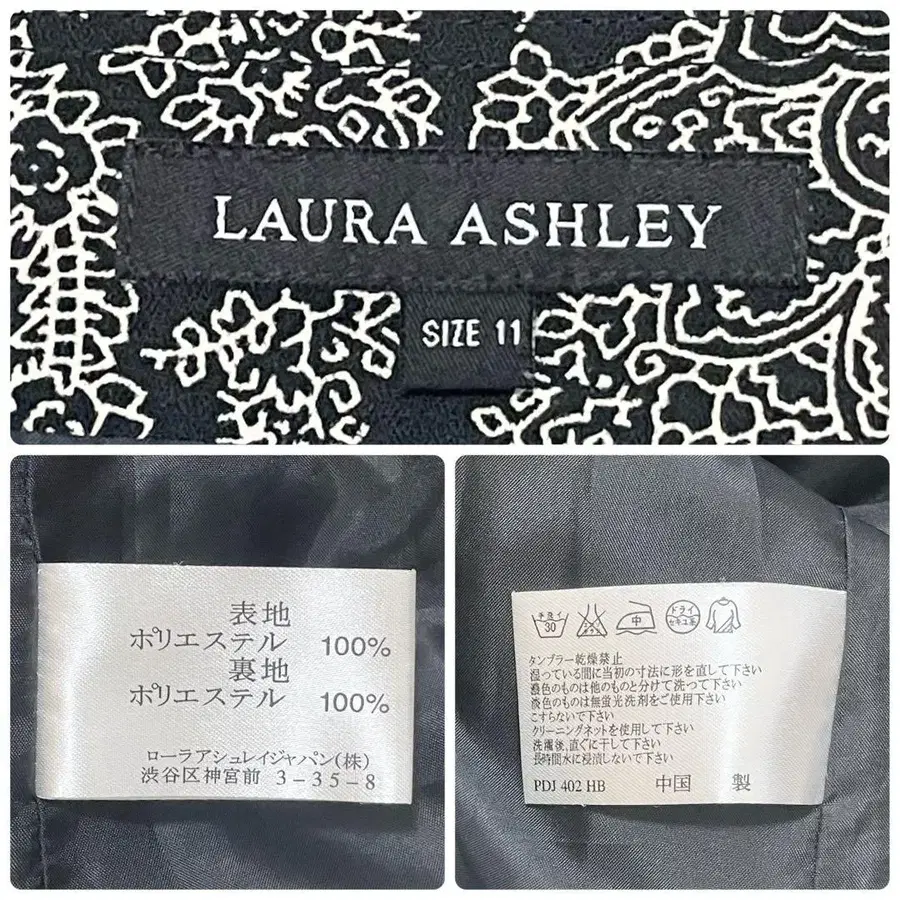 LAURA ASHLEY
SIZE 11
表地
ポリエステル 100%
裏地
ポリエステル 100%
ローラアシュレイジャパン(株)
渋谷区神宮前 3-35-8
30
中
ドライ
セキユ系
タンブラー乾燥禁止
湿っている間に当初の寸法に形を直して下さい
濃色のものは他のものと分けて洗って下さい
淡色のものは無蛍光洗剤をご使用下さい
こすらないで下さい
クリーニングネットを使用して下さい
洗濯後、直ぐに干して下さい
長時間水に浸漬しないで下さい
PDJ 402 HB 中国 製